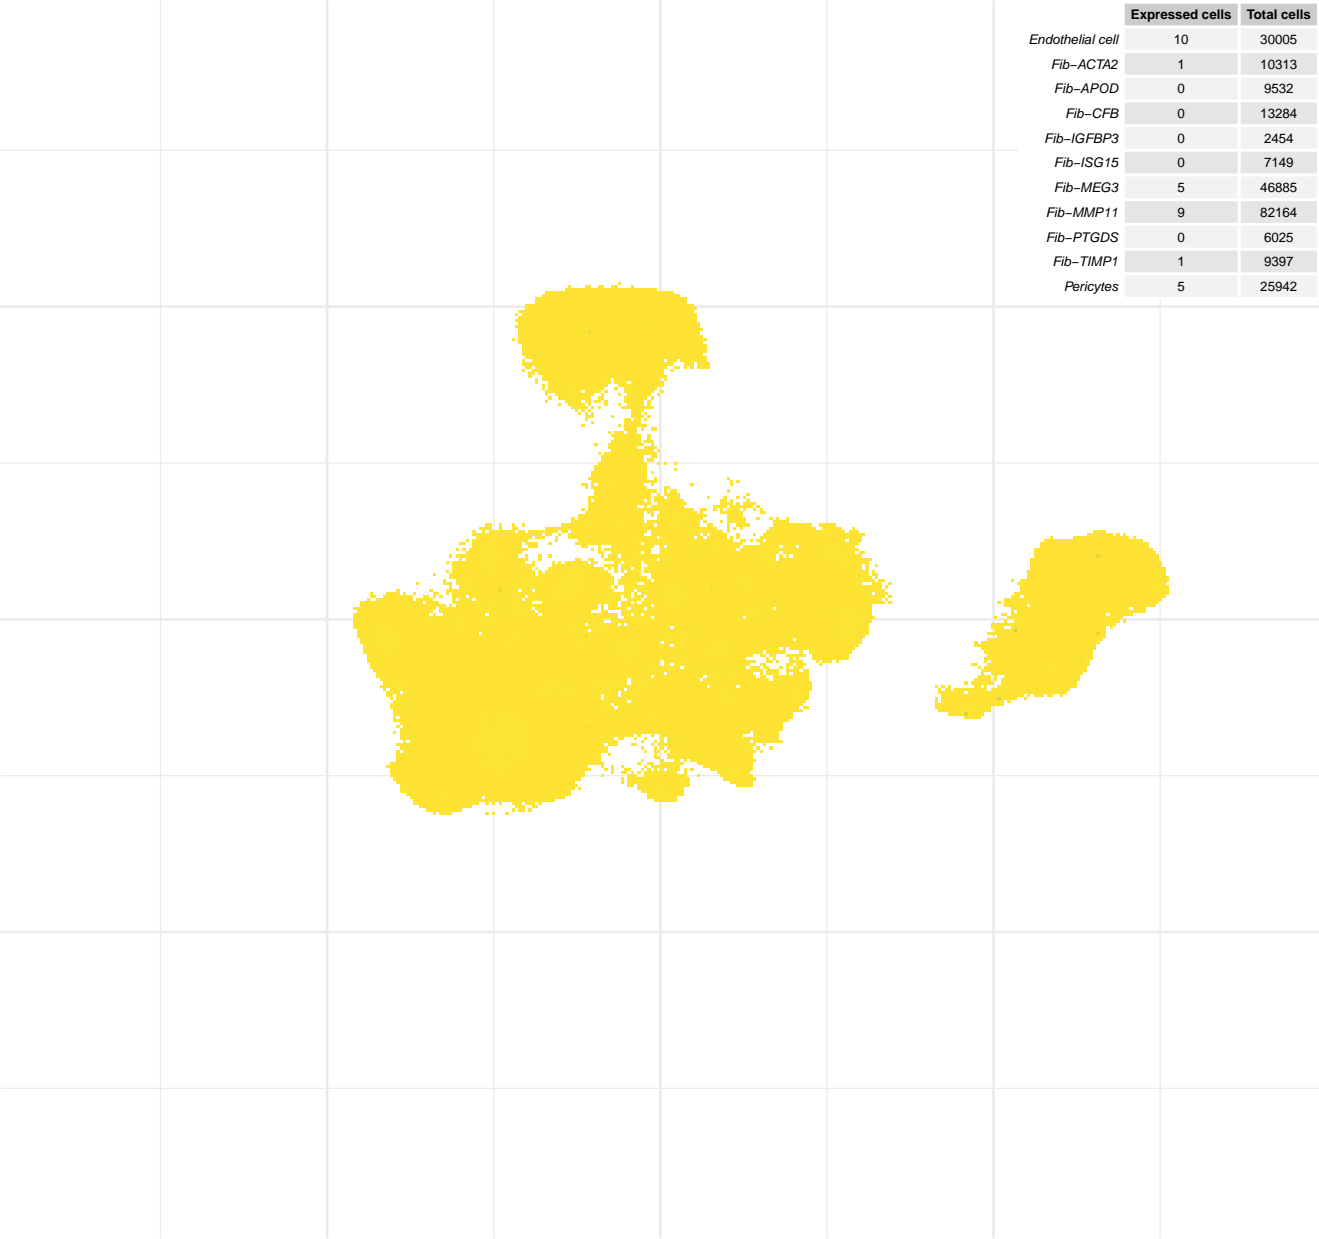 Expressed cells Total cells
Endothelial cell 10 30005
Fib−ACTA2 1 10313
Fib−APOD 0 9532
Fib−CFB 0 13284
Fib−IGFBP3 0 2454
Fib−ISG15 0 7149
Fib−MEG3 5 46885
Fib−MMP11 9 82164
Fib−PTGDS 0 6025
Fib−TIMP1 1 9397
Pericytes 5 25942